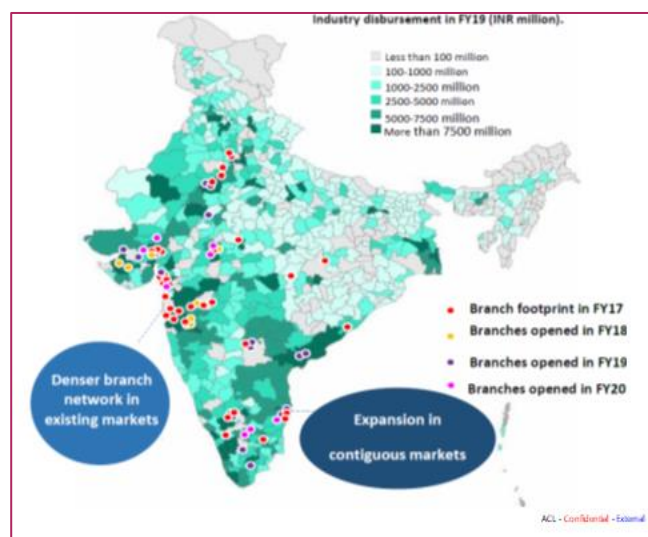 Industry disbursement in FY19 (INR million).
Less than 100 million
100-1000 million
1000-2500 million
2500-5000 million
5000-7500 million
More than 7500 million
Branch footprint in FY17
Branches opened in FY18
Branches opened in FY19
Branches opened in FY20
Denser branch
network in
existing markets
Expansion in
contiguous markets
ACL - Confidential - External